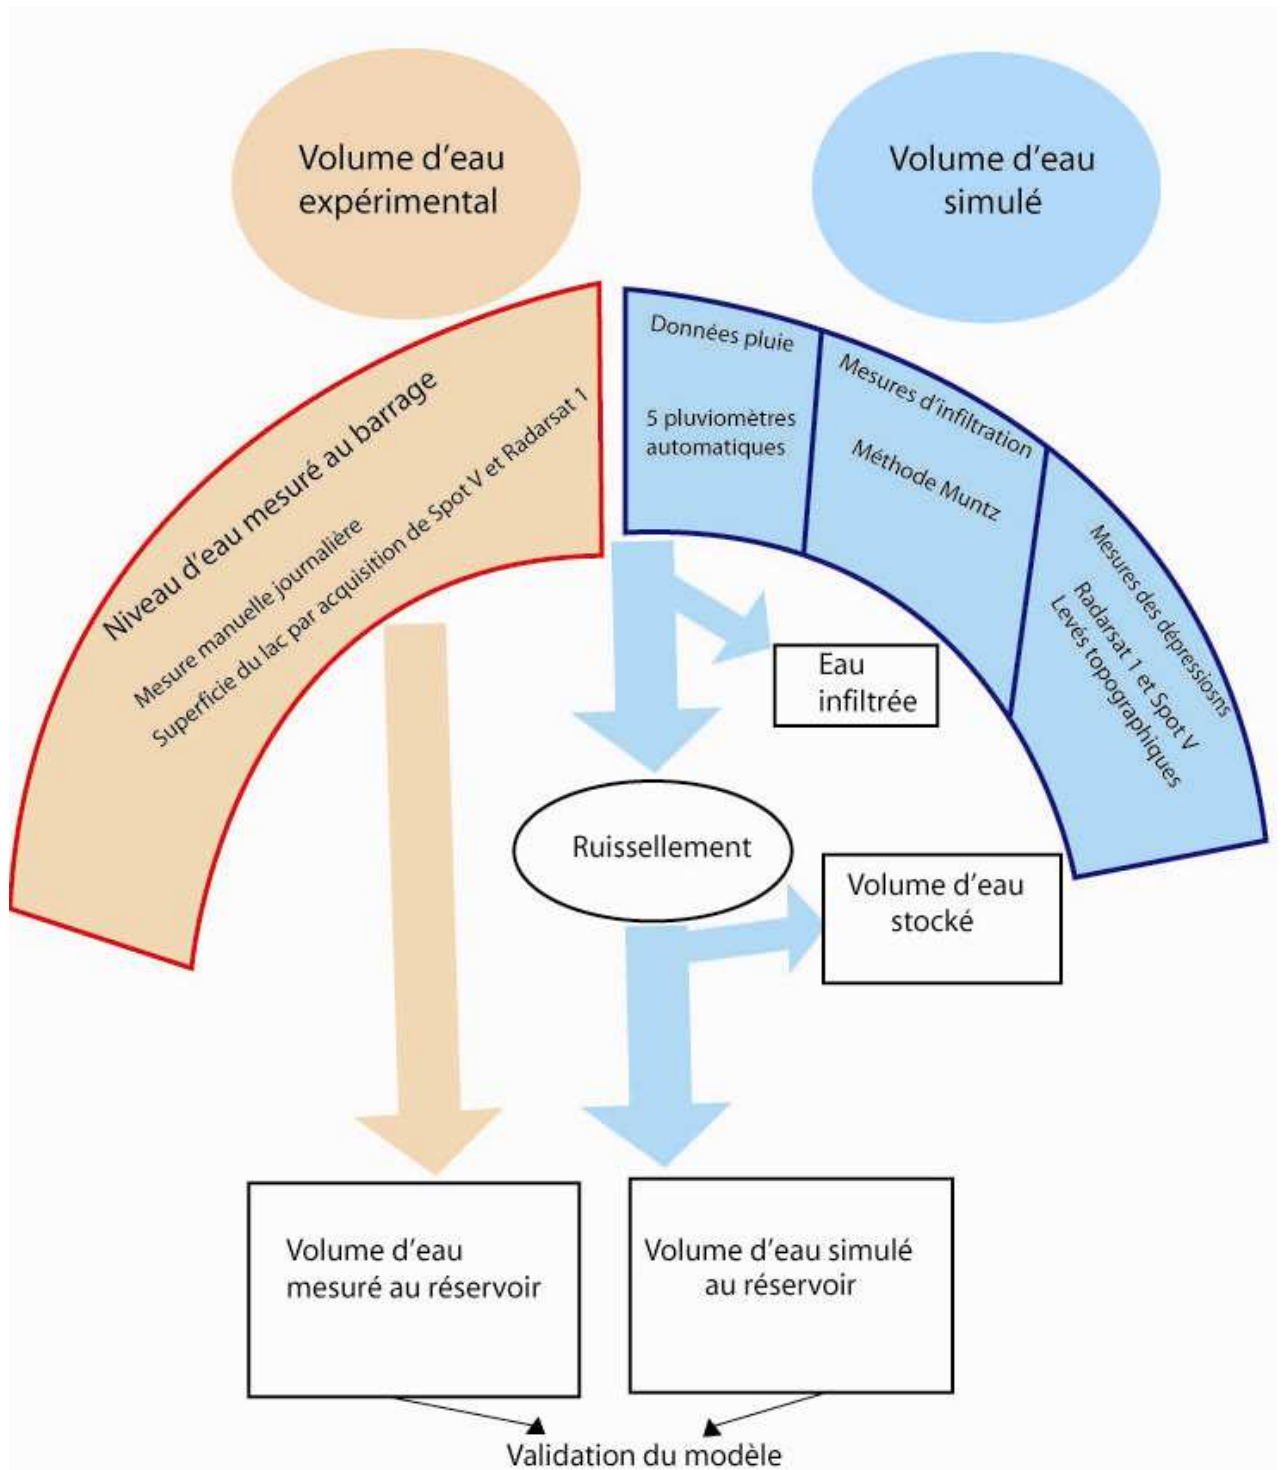 Volume d'eau
expérimental
Volume d'eau
simulé
Niveau d'eau mesuré au barrage
Mesure manuelle journalière
Superficie du lac par acquisition de Spot V et Radarsat 1
Données pluie
5 pluviomètres
automatiques
Mesures d'infiltration
Méthode Muntz
Mesures des dépressiosns
Radarsat 1 et Spot V
Levés topographiques
Eau
infiltrée
Ruissellement
Volume d'eau
stocké
Volume d'eau
mesuré au réservoir
Volume d'eau simulé
au réservoir
Validation du modèle